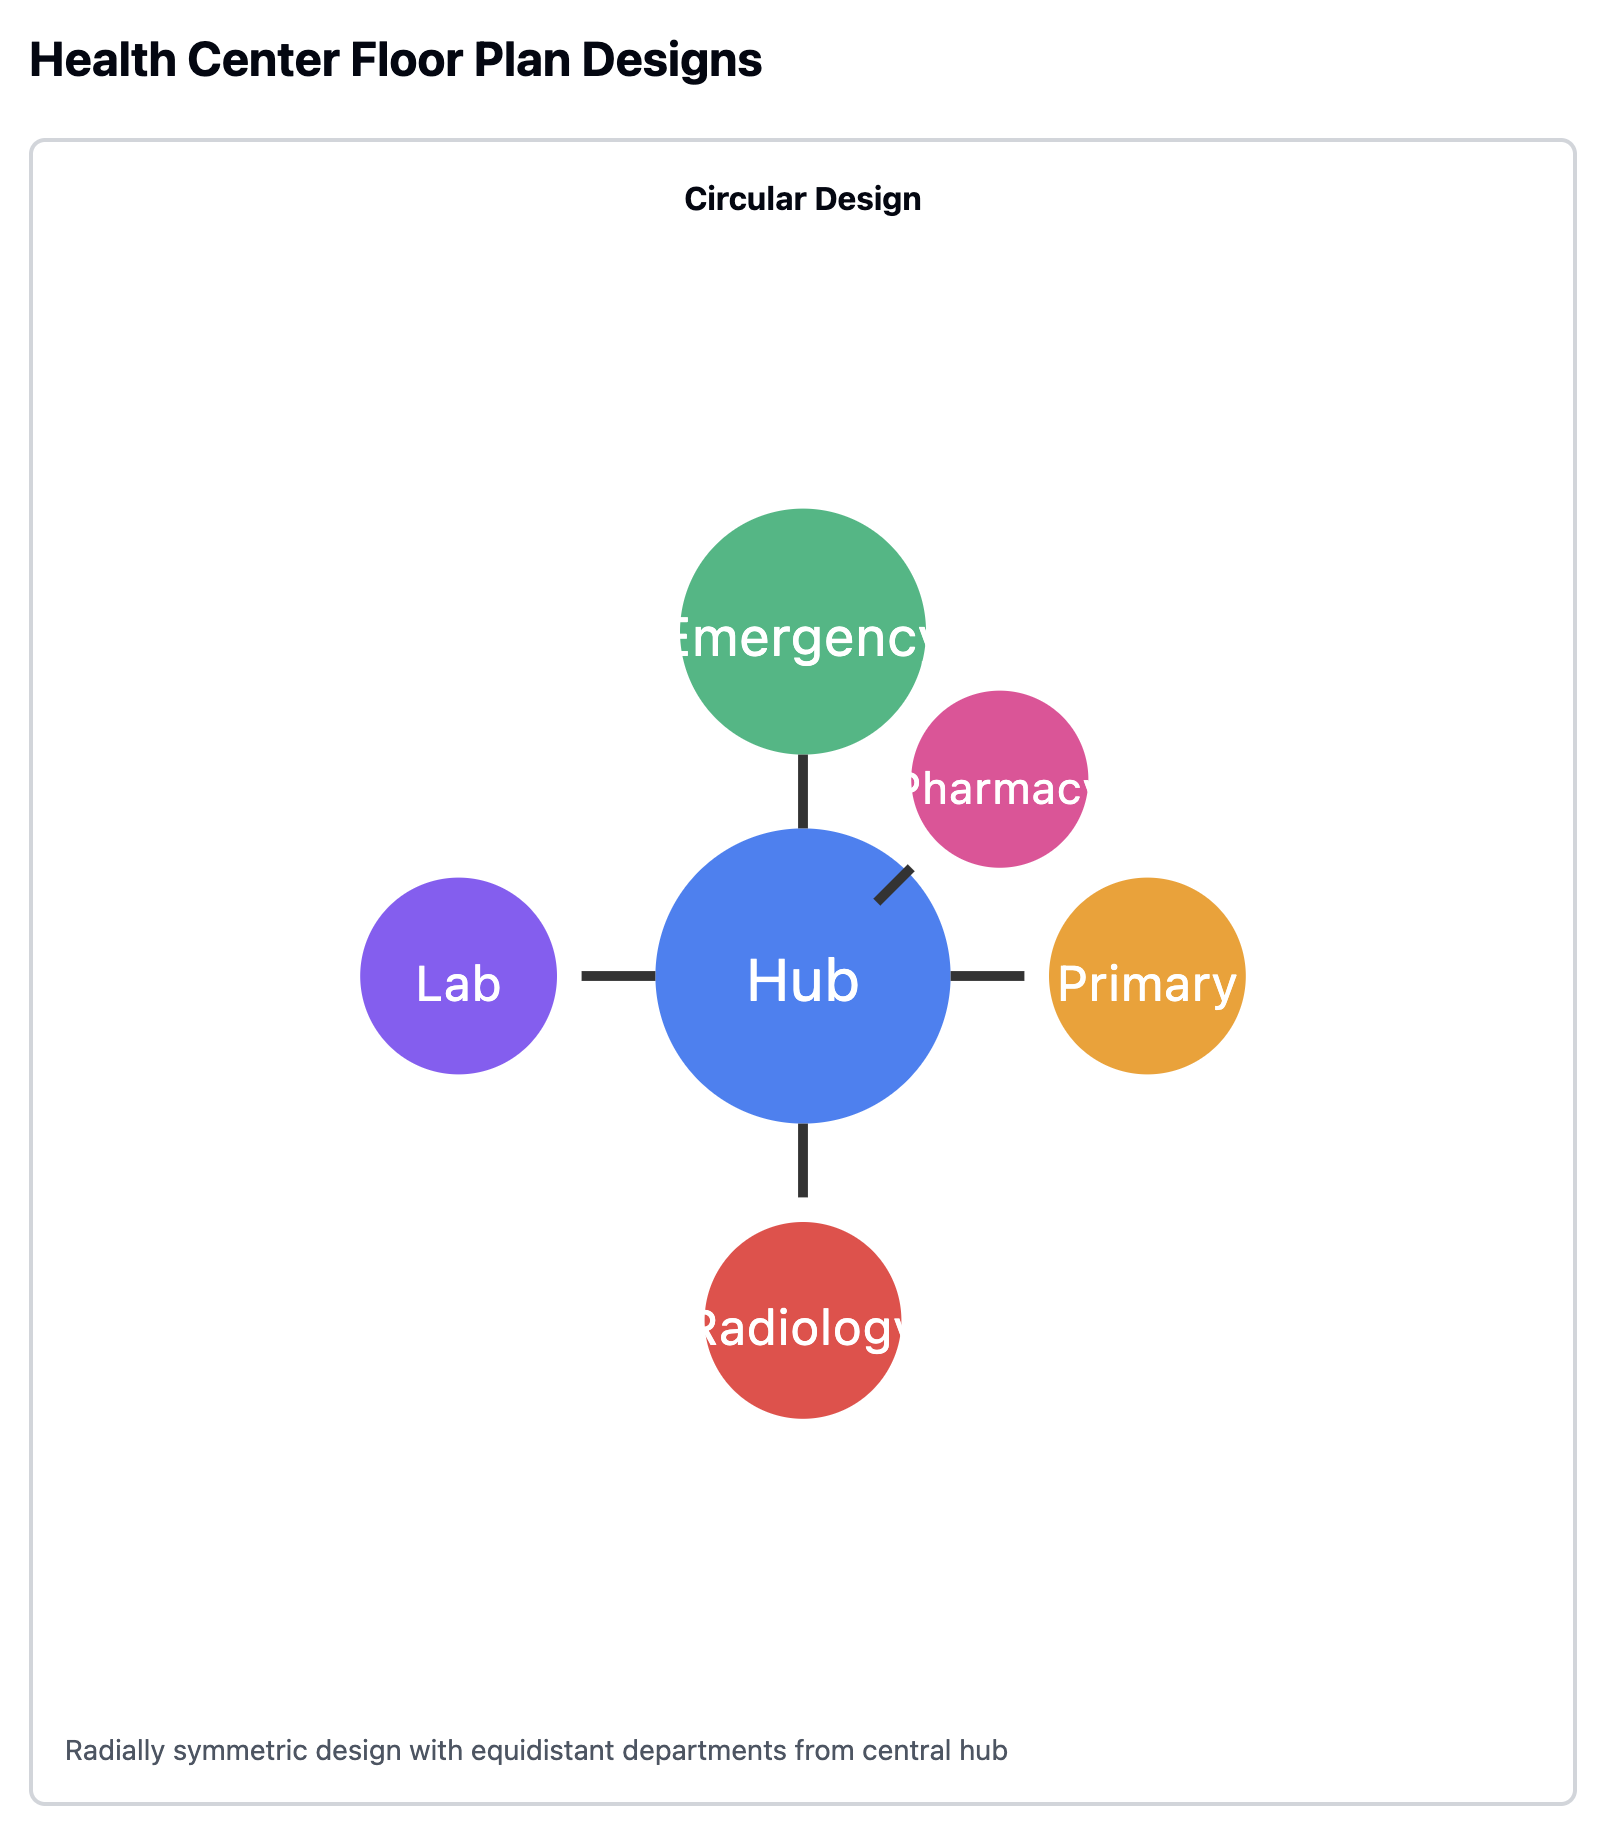 Health Center Floor Plan Designs
Circular Design
Emergency
Pharmacy
Lab
Hub
Primary
Radiology
Radially symmetric design with equidistant departments from central hub